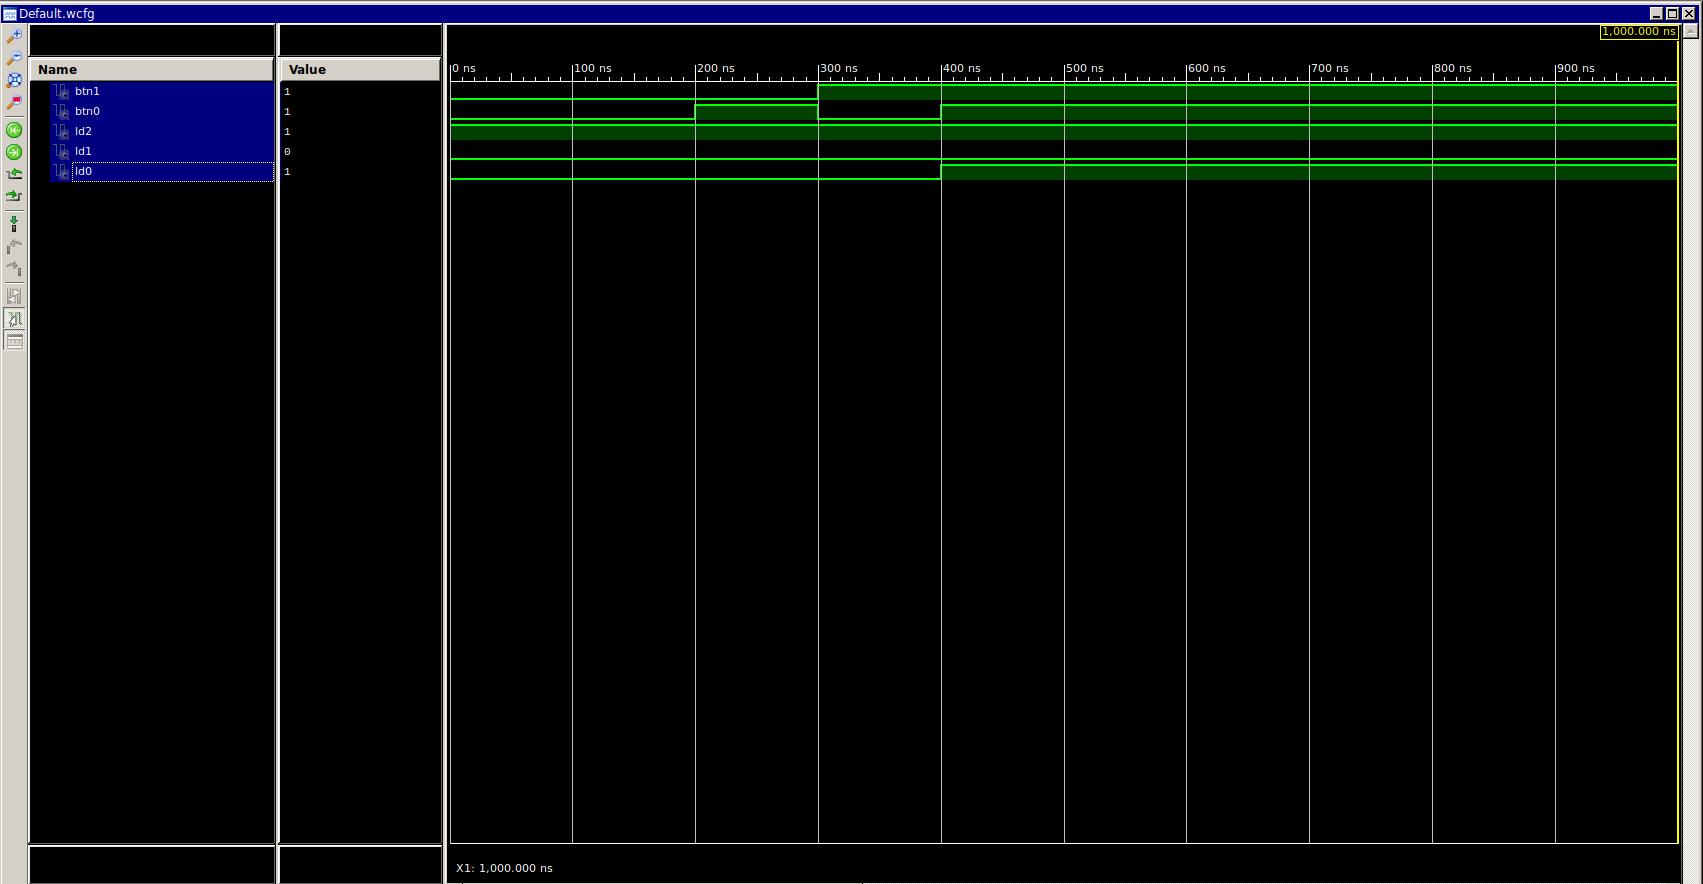 Default.wcfg
1,000.000 ns
Name Value
0 ns 100 ns 200 ns 300 ns 400 ns 500 ns 600 ns 700 ns 800 ns 900 ns
btn1 1
btn0 1
ld2 1
ld1 0
ld0 1
X1: 1,000.000 ns